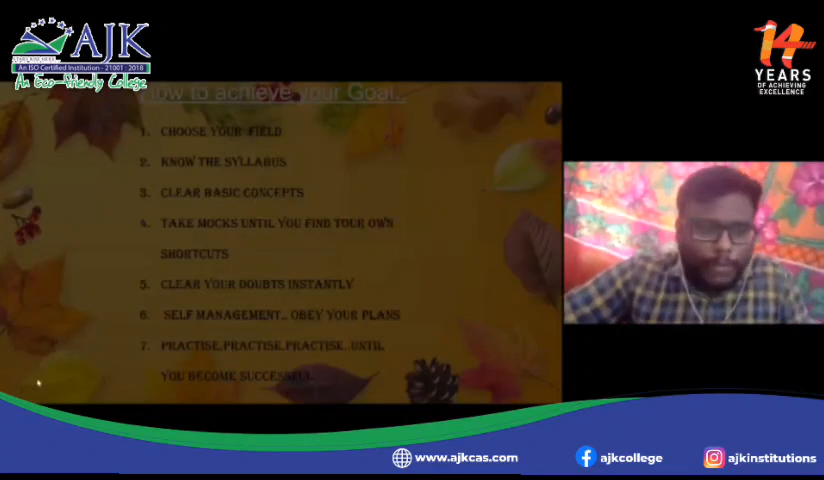 AJK
An ISO Certified Institution - 21001 : 2018
An Eco-friendly College
14
YEARS
OF ACHIEVING
EXCELLENCE
How to achieve your Goal..
1. CHOOSE YOUR FIELD
2. KNOW THE SYLLABUS
3. CLEAR BASIC CONCEPTS
4. TAKE MOCKS UNTIL YOU FIND YOUR OWN
SHORTCUTS
5. CLEAR YOUR DOUBTS INSTANTLY
6. SELF MANAGEMENT.. OBEY YOUR PLANS
7. PRACTISE,PRACTISE,PRACTISE..UNTIL
YOU BECOME SUCCESSFUL
www.ajkcas.com
ajkcollege
ajkinstitutions